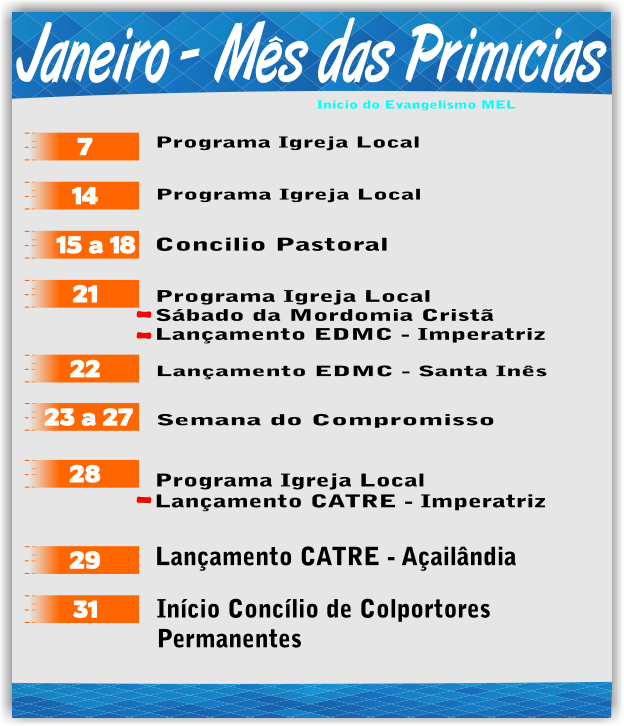 Janeiro - Mês das Primicias
Início do Evangelismo MEL
7 Programa Igreja Local
14 Programa Igreja Local
15 a 18 Concilio Pastoral
21 Programa Igreja Local
Sábado da Mordomia Cristã
Lançamento EDMC - Imperatriz
22 Lançamento EDMC - Santa Inês
23 a 27 Semana do Compromisso
28 Programa Igreja Local
Lançamento CATRE - Imperatriz
29 Lançamento CATRE - Açailândia
31 Início Concílio de Colportores
Permanentes